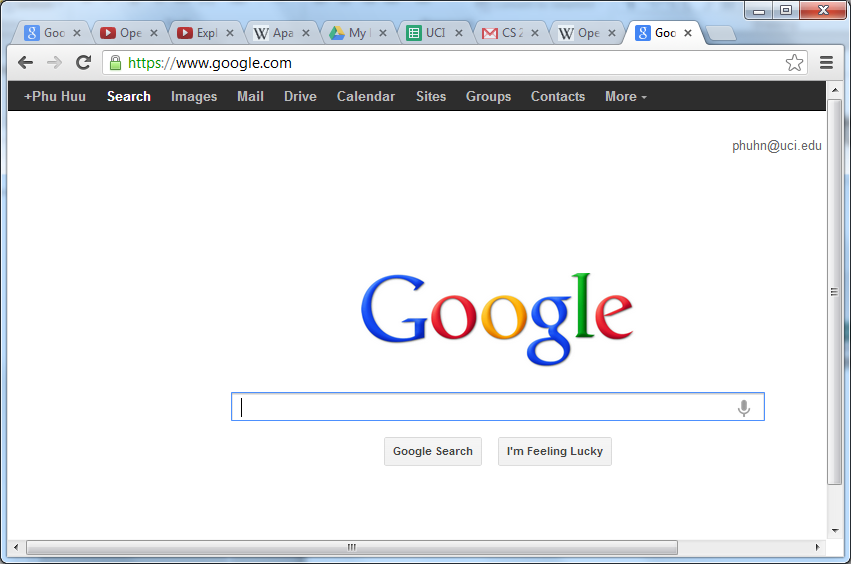 Goo Ope Expl Apa My UCI CS 2 Ope Goo
https://www.google.com
+Phu Huu Search Images Mail Drive Calendar Sites Groups Contacts More
phuhn@uci.edu
Google
Google Search I'm Feeling Lucky